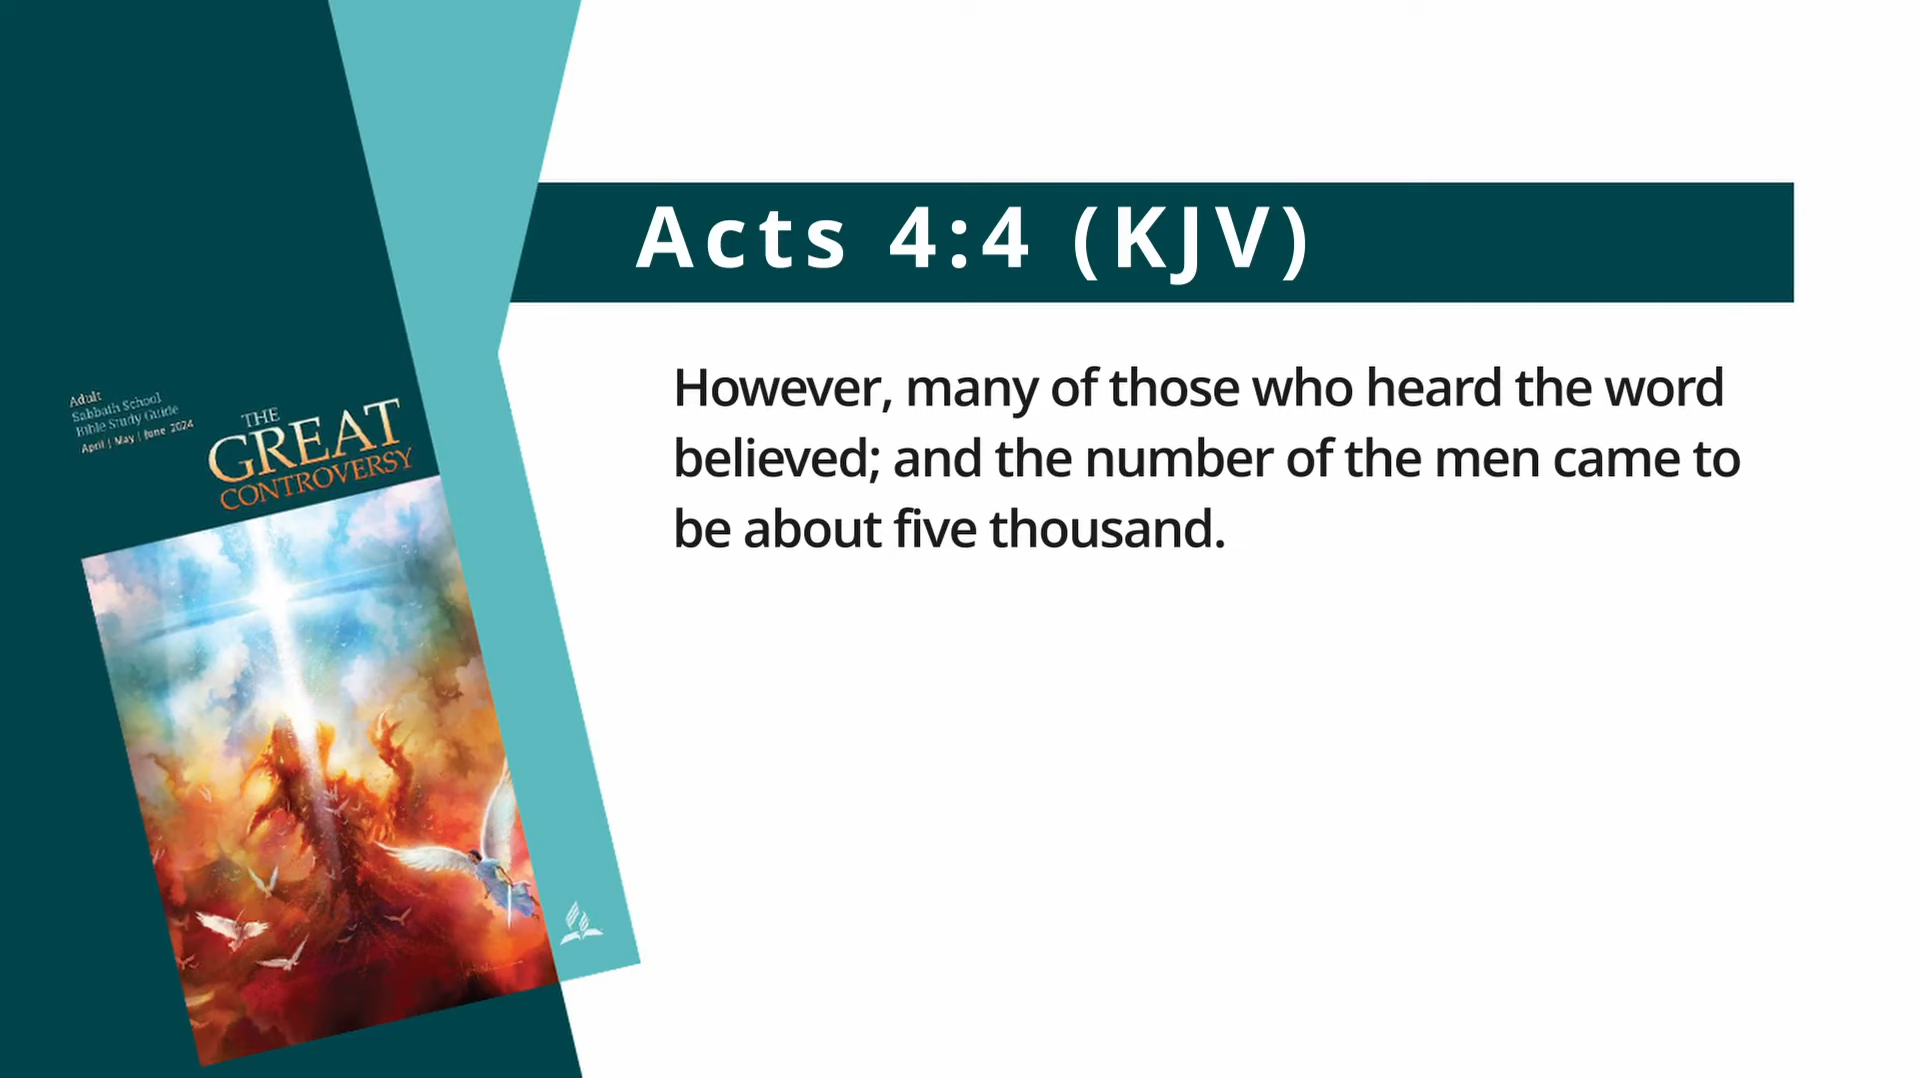 Acts 4:4 (KJV)
However, many of those who heard the word
believed; and the number of the men came to
be about five thousand.
Adult
Sabbath School
Bible Study Guide
April | May | June 2024
THE
GREAT
CONTROVERSY